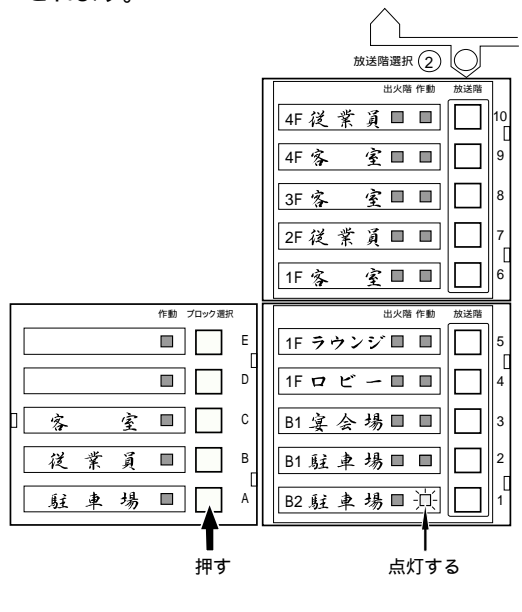 放送階選択 ②
出火階 作動 放送階
4F 従業員 10
4F 客室 9
3F 客室 8
2F 従業員 7
1F 客室 6
作動 ブロック選択
E
D
客室 C
従業員 B
駐車場 A
出火階 作動 放送階
1F ラウンジ 5
1F ロビー 4
B1 宴会場 3
B1 駐車場 2
B2 駐車場 1
押す
点灯する